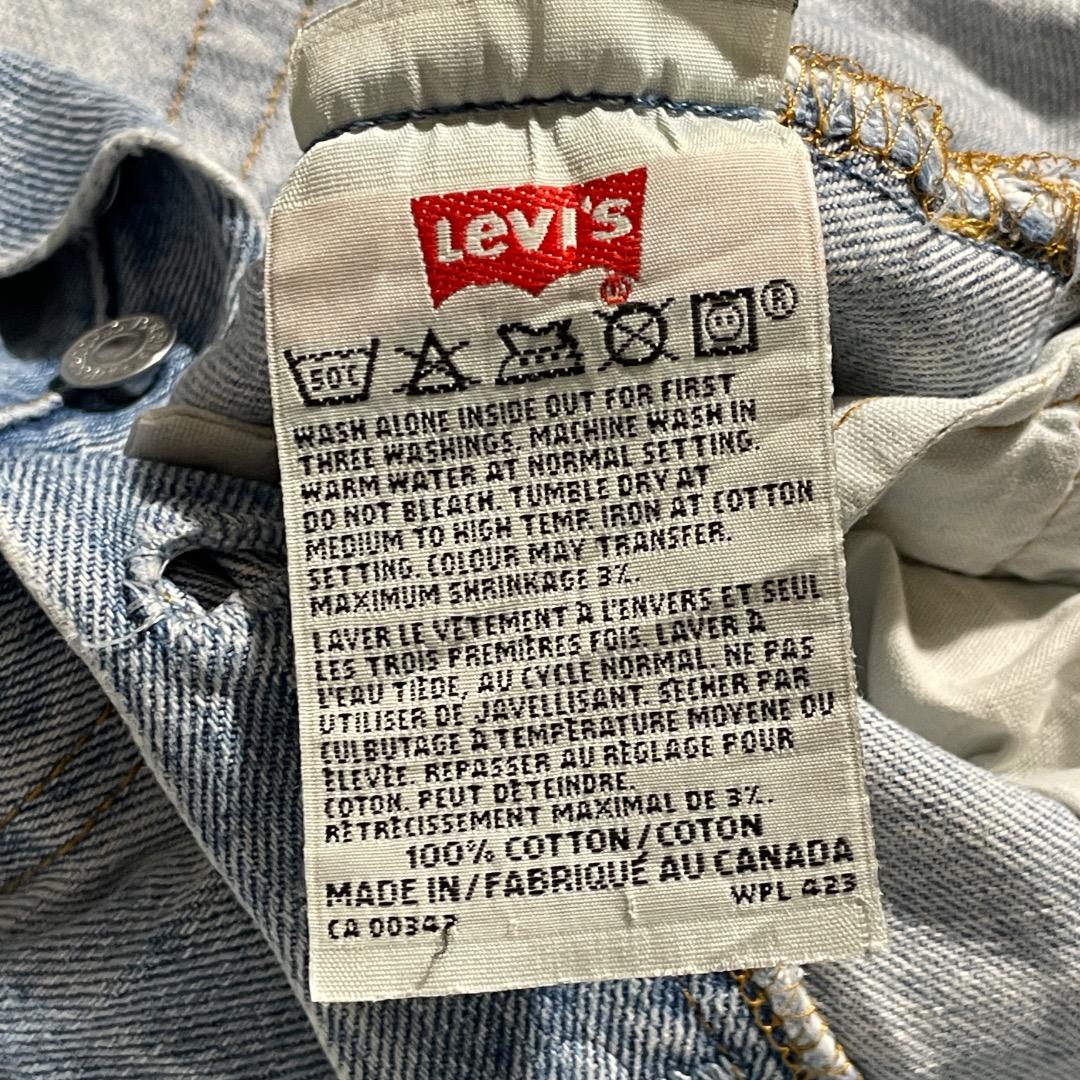 LEVI'S
50℃
®
WASH ALONE INSIDE OUT FOR FIRST
THREE WASHINGS. MACHINE WASH IN
WARM WATER AT NORMAL SETTING.
DO NOT BLEACH. TUMBLE DRY AT
MEDIUM TO HIGH TEMP. IRON AT COTTON
SETTING. COLOUR MAY TRANSFER.
MAXIMUM SHRINKAGE 3%.
LAVER LE VÊTEMENT À L'ENVERS ET SEUL
LES TROIS PREMIÈRES FOIS. LAVER À
L'EAU TIÈDE, AU CYCLE NORMAL. NE PAS
UTILISER DE JAVELLISANT. SÉCHER PAR
CULBUTAGE À TEMPÉRATURE MOYENE OU
ÉLEVÉE. REPASSER AU RÉGLAGE POUR
COTON. PEUT DÉTEINDRE.
RÉTRÉCISSEMENT MAXIMAL DE 3%.
100% COTTON/COTON
MADE IN/FABRIQUÉ AU CANADA
WPL 423
CA 00347